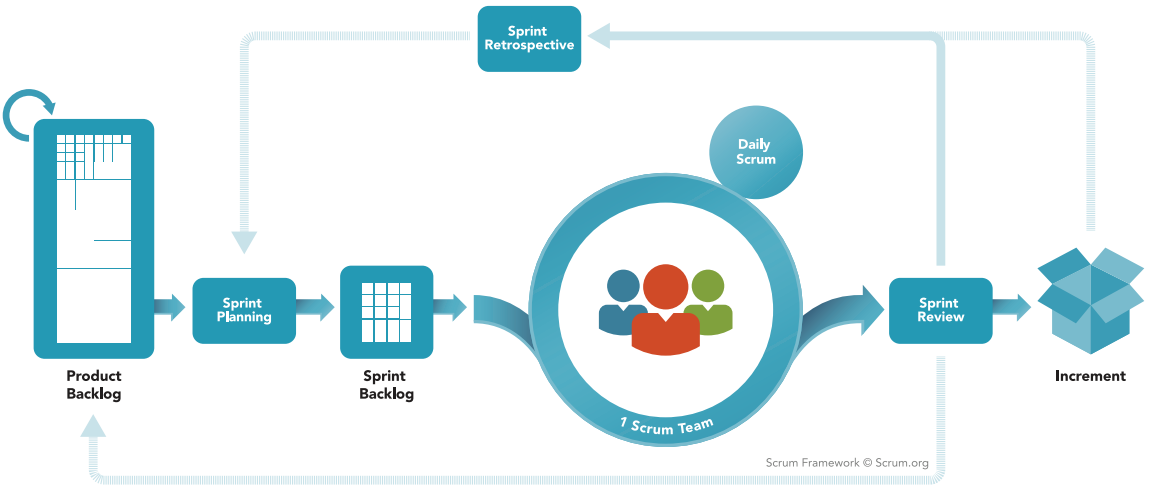 Sprint
Retrospective
Daily
Scrum
Sprint
Planning
Sprint
Review
Product
Backlog
Sprint
Backlog
Increment
1 Scrum Team
Scrum Framework © Scrum.org